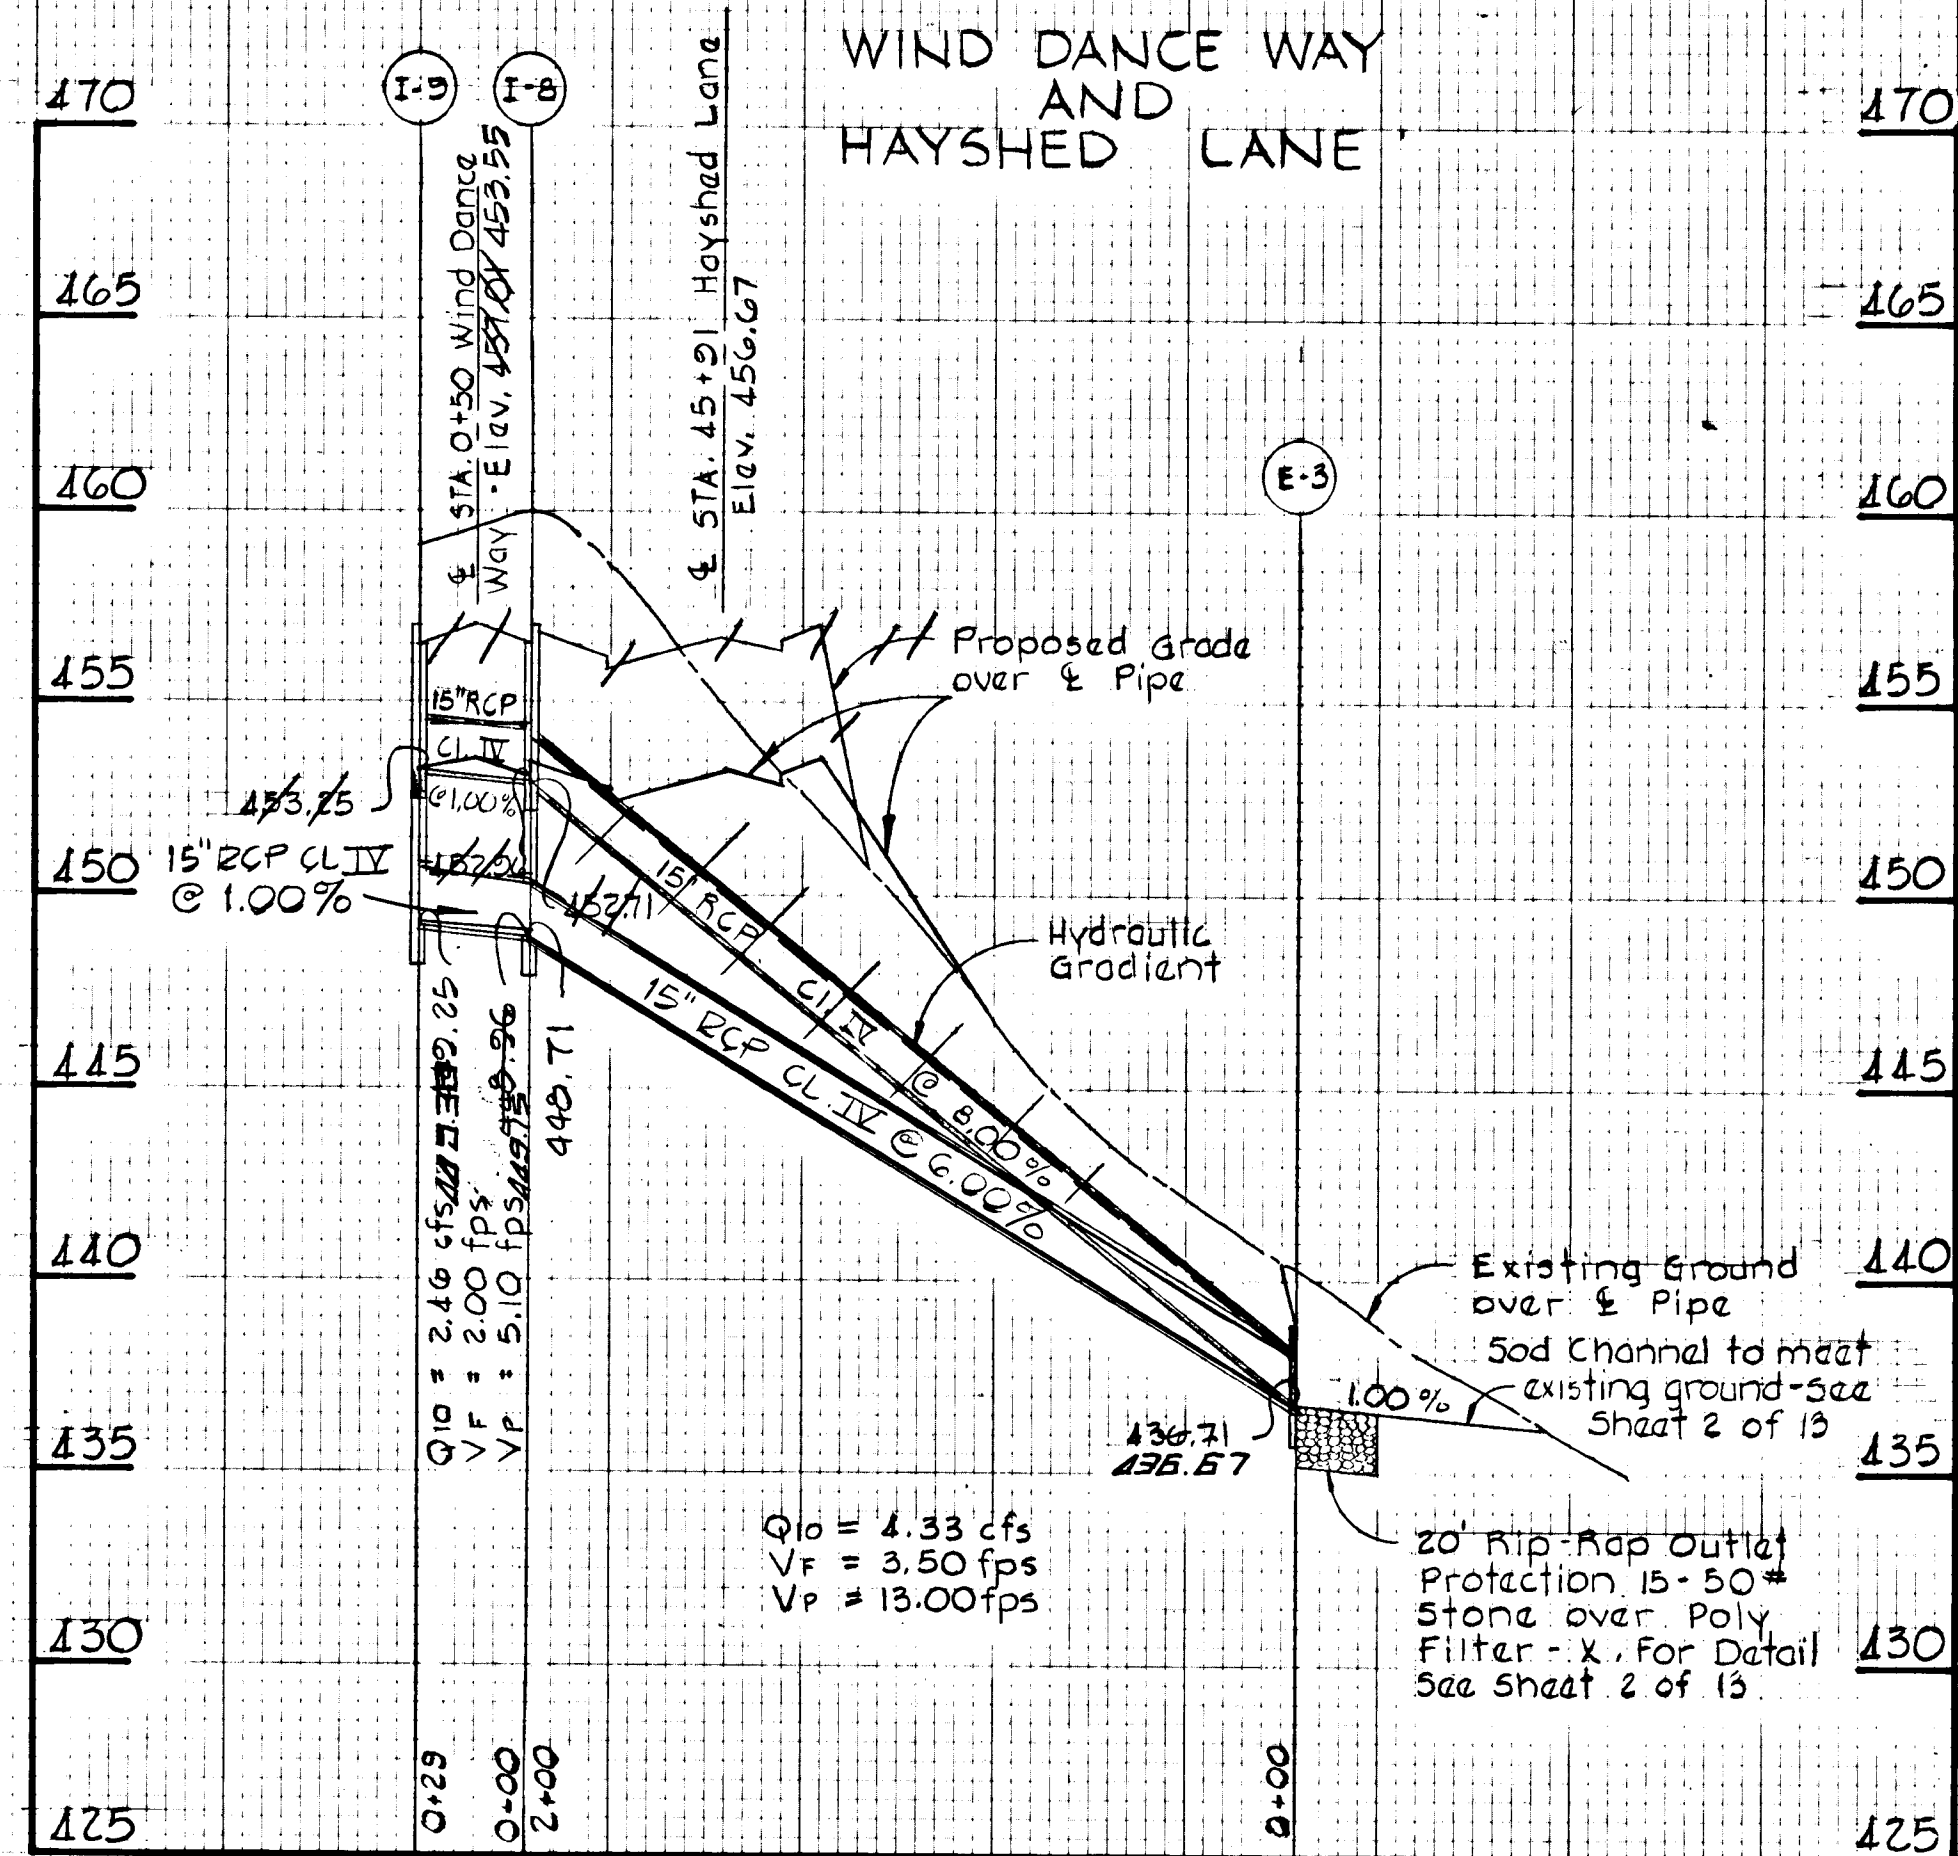 WIND DANCE WAY
AND
HAYSHED LANE
I-9
I-8
470
470
465
465
460
460
455
455
450
450
445
445
440
440
435
435
430
430
425
425
℄ STA. 0+50 Wind Dance
Way - Elev. 453.55
℄ STA. 45+91 Hayshed Lane
Elev. 456.67
E-3
Proposed Grade
over ℄ Pipe
15" RCP
CL IV
@1.00%
453.25
452.96
452.71
15" RCP CL IV
@ 1.00%
15" RCP CL IV @ 8.00%
Hydraulic
Gradient
15" RCP CL. IV @ 6.00%
448.96
449.75
448.71
Q10 = 2.46 cfs
VF = 2.00 fps
VP = 5.10 fps
Existing Ground
over ℄ Pipe
Sod Channel to meet
existing ground-See
Sheet 2 of 13
1.00%
436.71
Q10 = 4.33 cfs
VF = 3.50 fps
VP = 13.00 fps
20' Rip-Rap Outlet
Protection 15-50#
Stone over Poly
Filter - X. For Detail
See Sheet 2 of 13
0+29
0+00
2+00
0+00